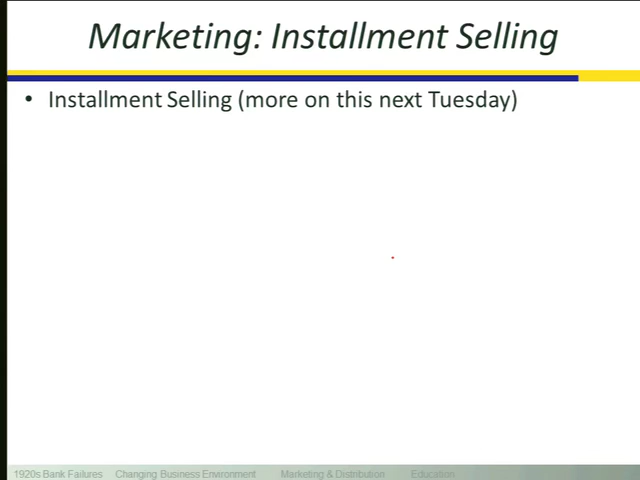 Marketing: Installment Selling
• Installment Selling (more on this next Tuesday)
1920s Bank Failures Changing Business Environment Marketing & Distribution Education